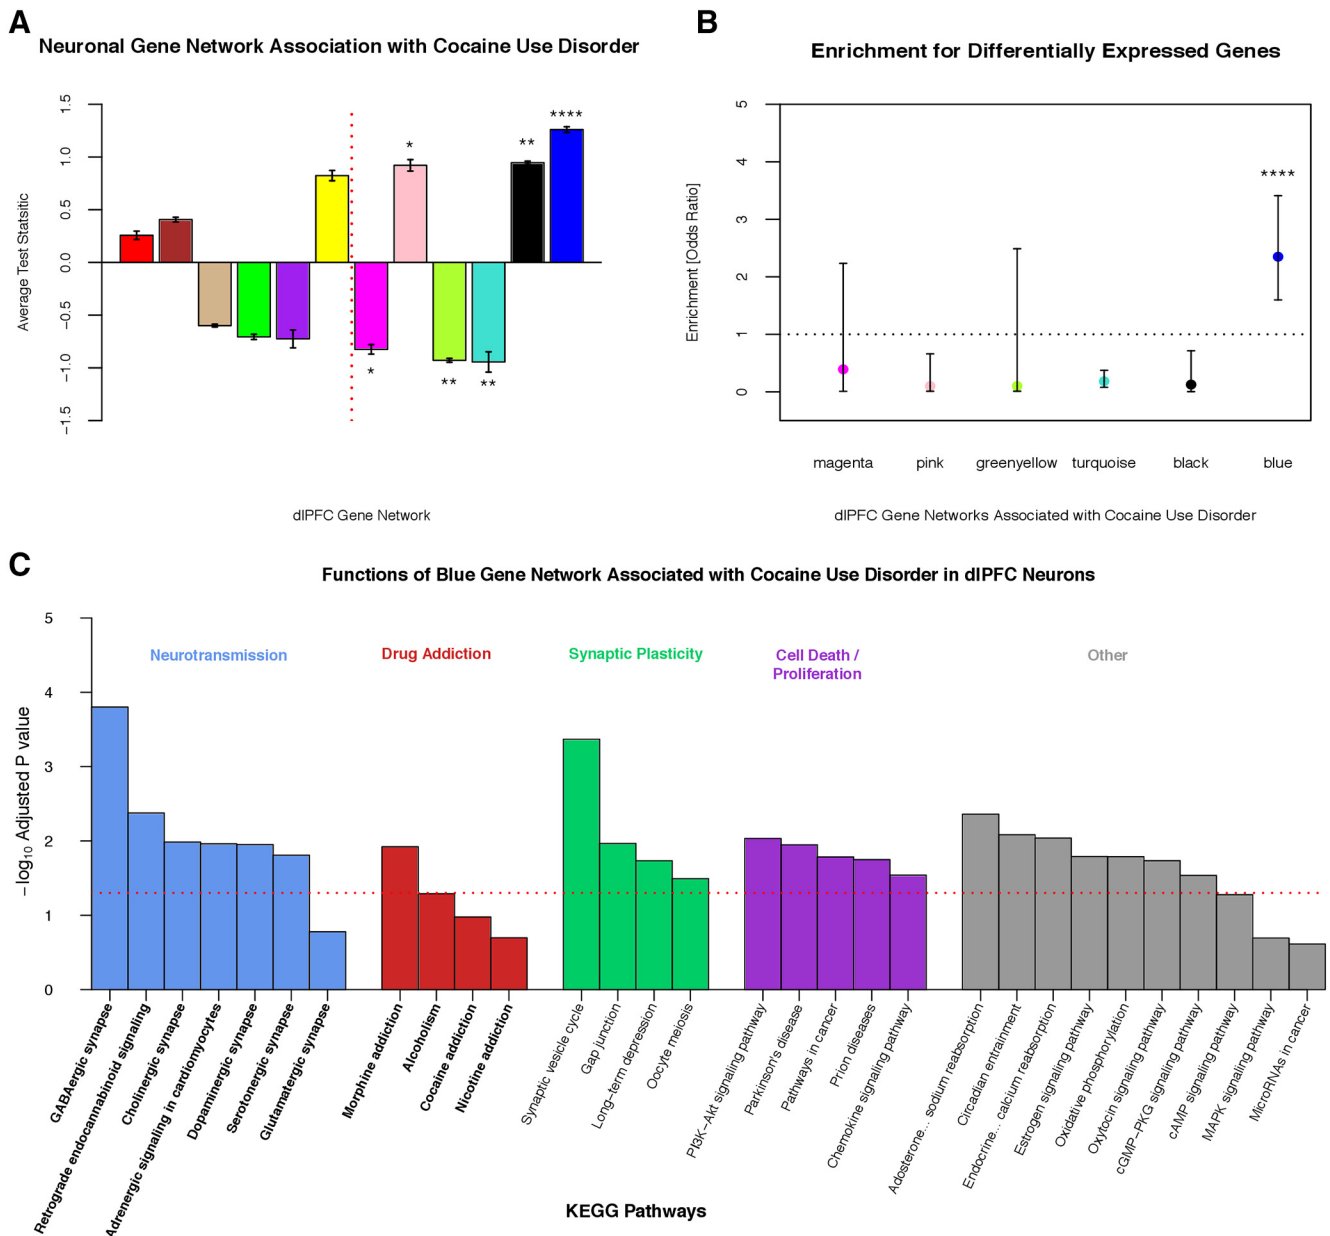 A
Neuronal Gene Network Association with Cocaine Use Disorder
Average Test Statsitic
1.5
1.0
0.5
0.0
−0.5
−1.0
−1.5
*
*
**
**
**
****
dlPFC Gene Network
B
Enrichment for Differentially Expressed Genes
Enrichment [Odds Ratio]
5
4
3
2
1
0
****
magenta
pink
greenyellow
turquoise
black
blue
dlPFC Gene Networks Associated with Cocaine Use Disorder
C
Functions of Blue Gene Network Associated with Cocaine Use Disorder in dlPFC Neurons
−log10 Adjusted P value
5
4
3
2
1
0
Neurotransmission
Drug Addiction
Synaptic Plasticity
Cell Death /
Proliferation
Other
GABAergic synapse
Retrograde endocannabinoid signaling
Cholinergic synapse
Adrenergic signaling in cardiomyocytes
Dopaminergic synapse
Serotonergic synapse
Glutamatergic synapse
Morphine addiction
Alcoholism
Cocaine addiction
Nicotine addiction
Synaptic vesicle cycle
Gap junction
Long−term depression
Oocyte meiosis
PI3K−Akt signaling pathway
Parkinson's disease
Pathways in cancer
Prion diseases
Chemokine signaling pathway
Adosterone... sodium reabsorption
Circadian entrainment
Endocrine... calcium reabsorption
Estrogen signaling pathway
Oxidative phosphorylation
Oxytocin signaling pathway
cGMP−PKG signaling pathway
cAMP signaling pathway
MAPK signaling pathway
MicroRNAs in cancer
KEGG Pathways